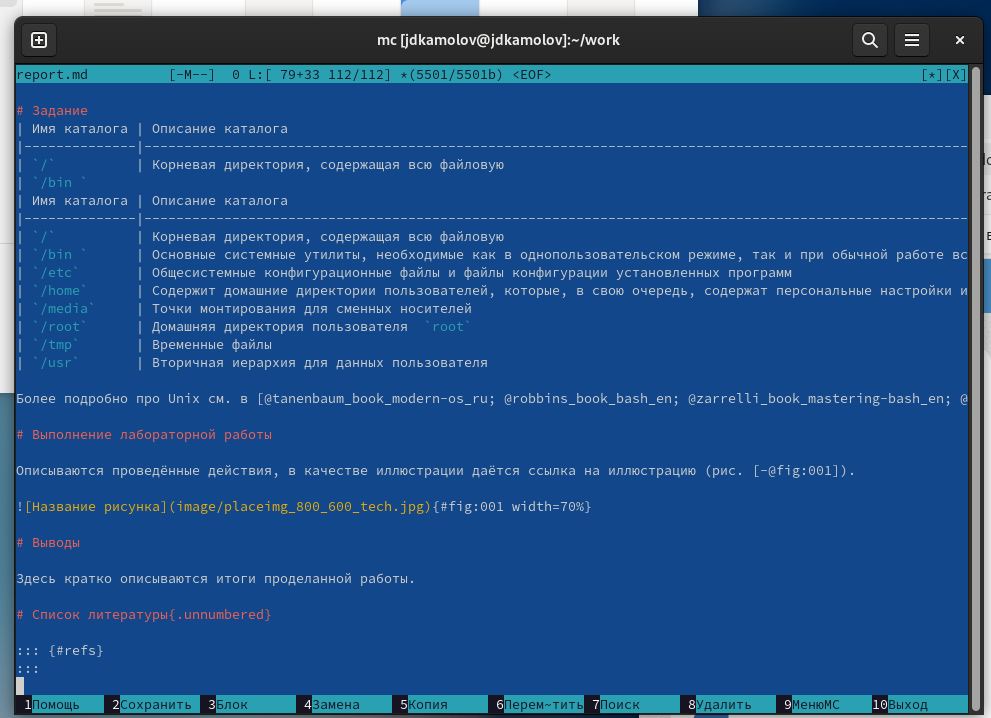 mc [jdkamolov@jdkamolov]:~/work
report.md          [-M--]  0 L:[ 79+33 112/112] *(5501/5501b) <EOF>                                              [*][X]
# Задание
| Имя каталога | Описание каталога
|--------------|-------------------------------------------------------------------------------------------------------
| `/`          | Корневая директория, содержащая всю файловую
| `/bin `
| Имя каталога | Описание каталога
|--------------|-------------------------------------------------------------------------------------------------------
| `/`          | Корневая директория, содержащая всю файловую
| `/bin `      | Основные системные утилиты, необходимые как в однопользовательском режиме, так и при обычной работе вс
| `/etc`       | Общесистемные конфигурационные файлы и файлы конфигурации установленных программ
| `/home`      | Содержит домашние директории пользователей, которые, в свою очередь, содержат персональные настройки и
| `/media`     | Точки монтирования для сменных носителей
| `/root`      | Домашняя директория пользователя  `root`
| `/tmp`       | Временные файлы
| `/usr`       | Вторичная иерархия для данных пользователя
Более подробно про Unix см. в [@tanenbaum_book_modern-os_ru; @robbins_book_bash_en; @zarrelli_book_mastering-bash_en; @
# Выполнение лабораторной работы
Описываются проведённые действия, в качестве иллюстрации даётся ссылка на иллюстрацию (рис. [-@fig:001]).
![Название рисунка](image/placeimg_800_600_tech.jpg){#fig:001 width=70%}
# Выводы
Здесь кратко описываются итоги проделанной работы.
# Список литературы{.unnumbered}
::: {#refs}
:::
1Помощь 2Сохранить 3Блок 4Замена 5Копия 6Перем~тить 7Поиск 8Удалить 9МенюMC 10Выход